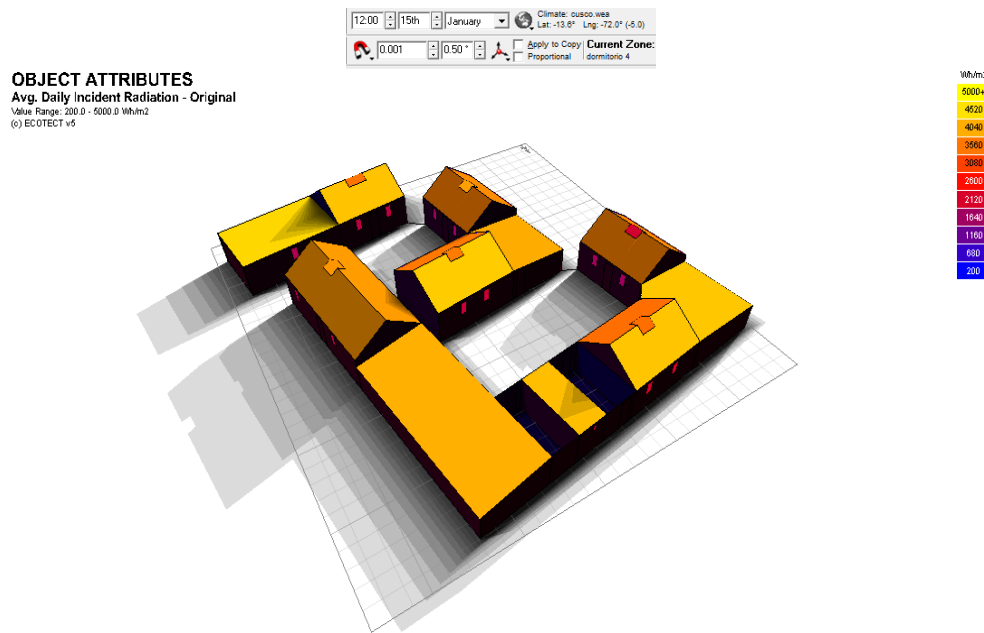 12:00 15th January Climate: cusco.wea
Lat: -13.6° Lng: -72.0° (-5.0)
0.001 0.50 ° Apply to Copy Current Zone:
Proportional dormitorio 4
OBJECT ATTRIBUTES
Avg. Daily Incident Radiation - Original
Value Range: 200.0 - 5000.0 Wh/m2
(c) ECOTECT v5
Wh/m2
5000+
4520
4040
3560
3080
2600
2120
1640
1160
680
200